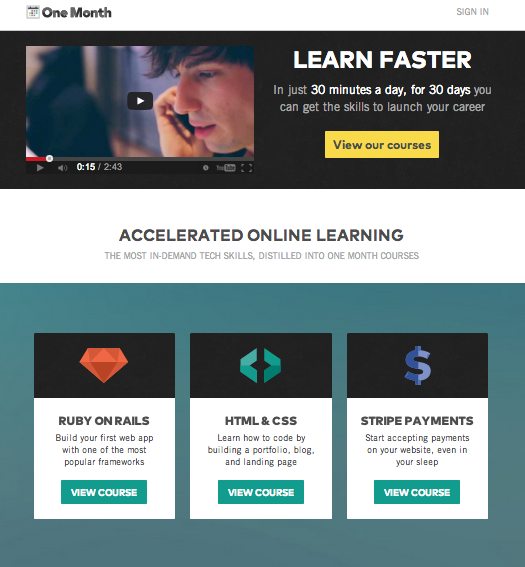 One Month
SIGN IN
LEARN FASTER
In just 30 minutes a day, for 30 days you
can get the skills to launch your career
View our courses
0:15 / 2:43
YouTube
ACCELERATED ONLINE LEARNING
THE MOST IN-DEMAND TECH SKILLS, DISTILLED INTO ONE MONTH COURSES
RUBY ON RAILS
Build your first web app
with one of the most
popular frameworks
VIEW COURSE
HTML & CSS
Learn how to code by
building a portfolio, blog,
and landing page
VIEW COURSE
STRIPE PAYMENTS
Start accepting payments
on your website, even in
your sleep
VIEW COURSE